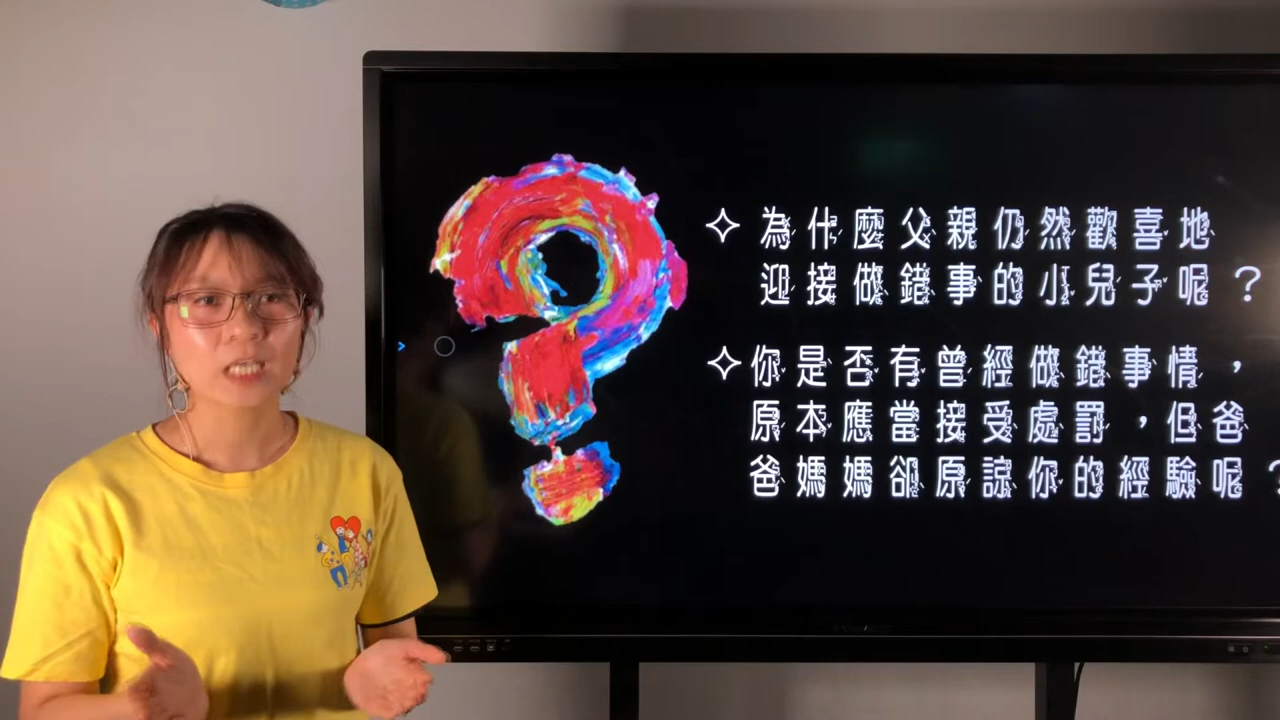 ✧為什麼父親仍然歡喜地
迎接做錯事的小兒子呢？
✧你是否有曾經做錯事情，
原本應當接受處罰，但爸
爸媽媽卻原諒你的經驗呢？